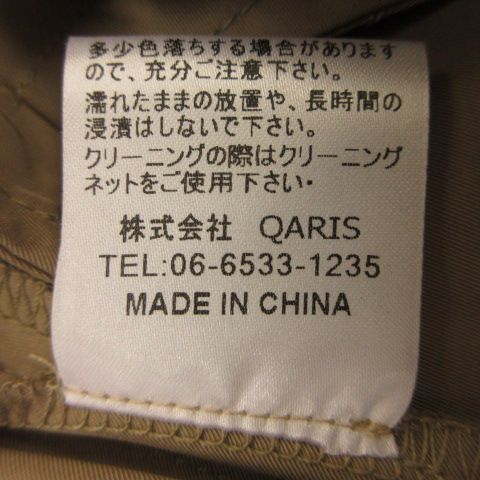 多少色落ちする場合があります
ので、充分ご注意下さい。
濡れたままの放置や、長時間の
浸漬はしないで下さい。
クリーニングの際はクリーニング
ネットをご使用下さい・
株式会社 QARIS
TEL:06-6533-1235
MADE IN CHINA